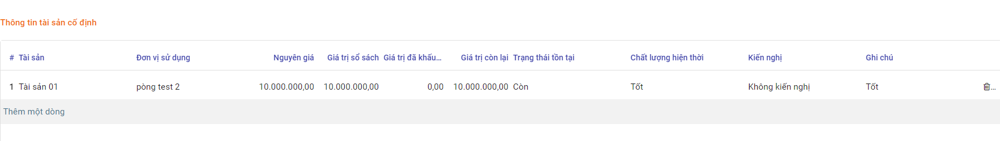 Thông tin tài sản cố định
# Tài sản Đơn vị sử dụng Nguyên giá Giá trị sổ sách Giá trị đã khấu... Giá trị còn lại Trạng thái tồn tại Chất lượng hiện thời Kiến nghị Ghi chú
1 Tài sản 01 pòng test 2 10.000.000,00 10.000.000,00 0,00 10.000.000,00 Còn Tốt Không kiến nghị Tốt ...
Thêm một dòng